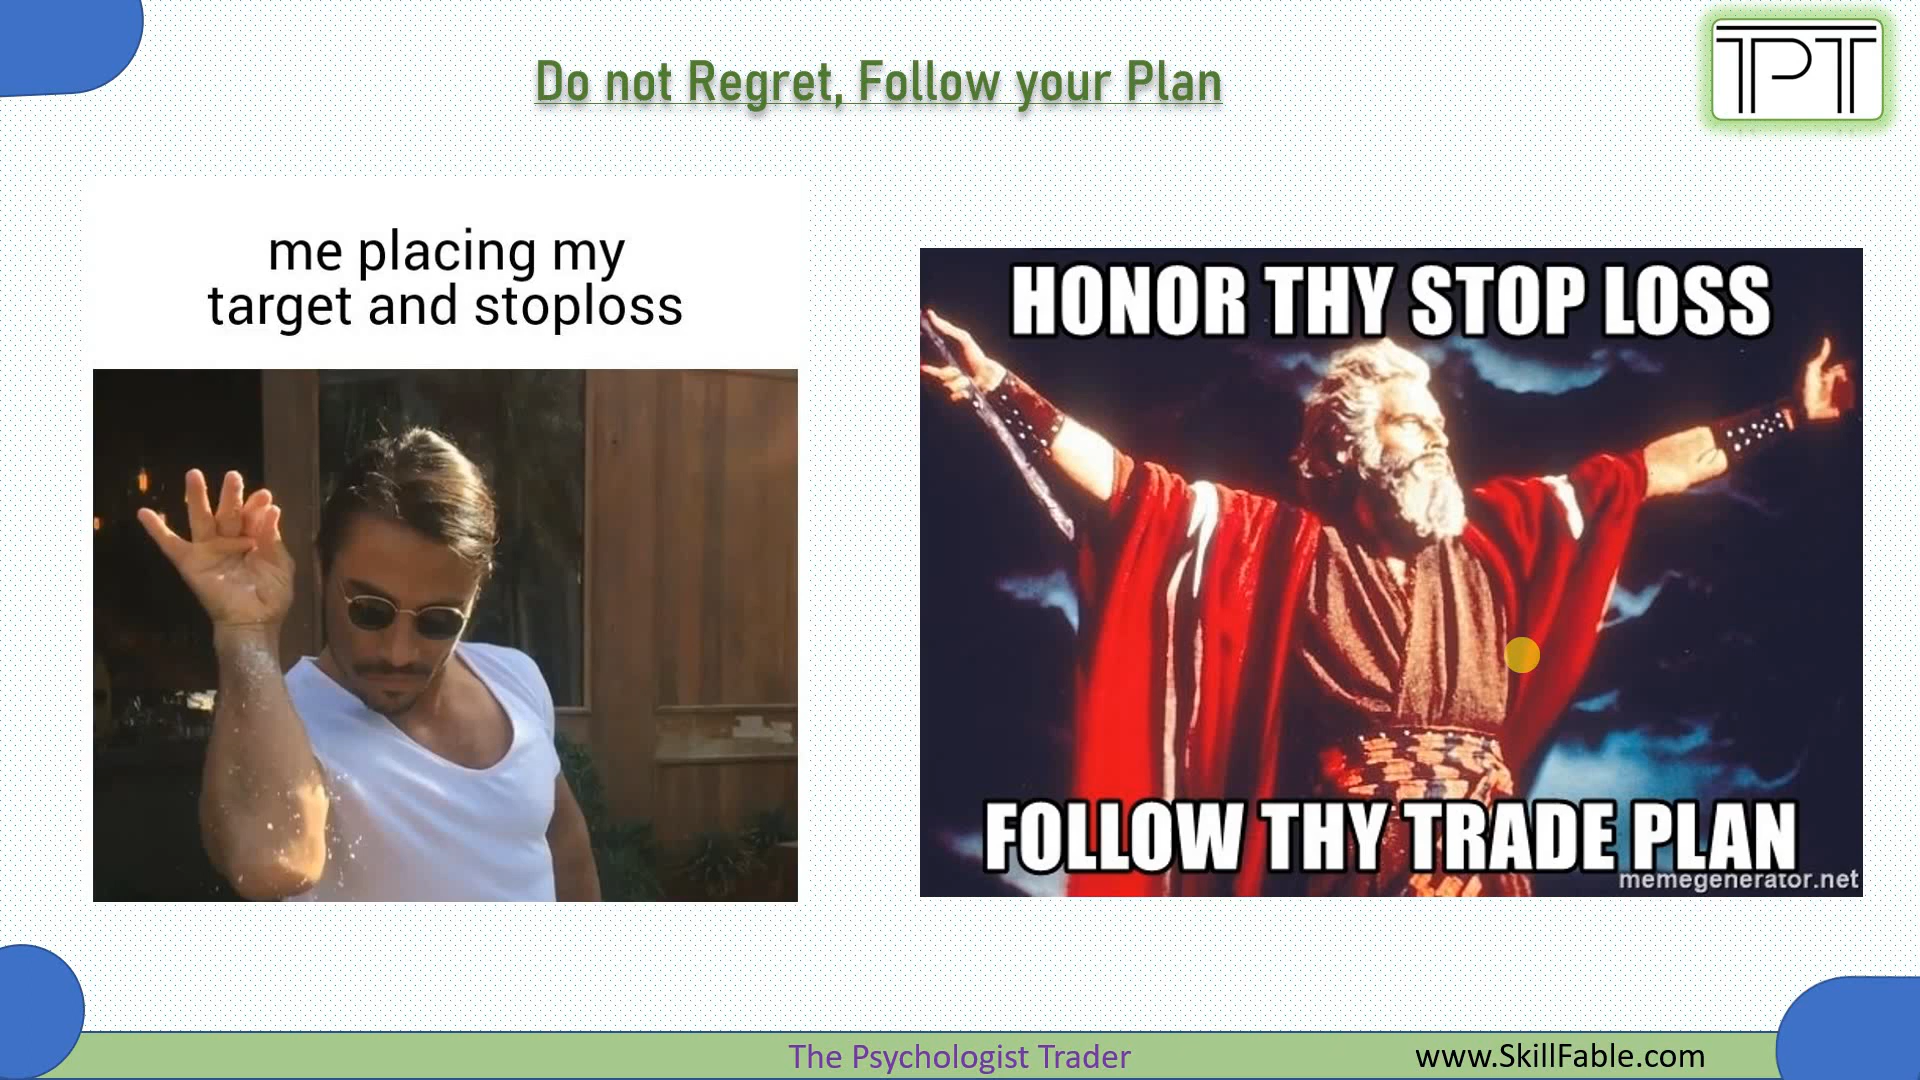 Do not Regret, Follow your Plan
TPT
me placing my
target and stoploss
HONOR THY STOP LOSS
FOLLOW THY TRADE PLAN
memegenerator.net
The Psychologist Trader
www.SkillFable.com